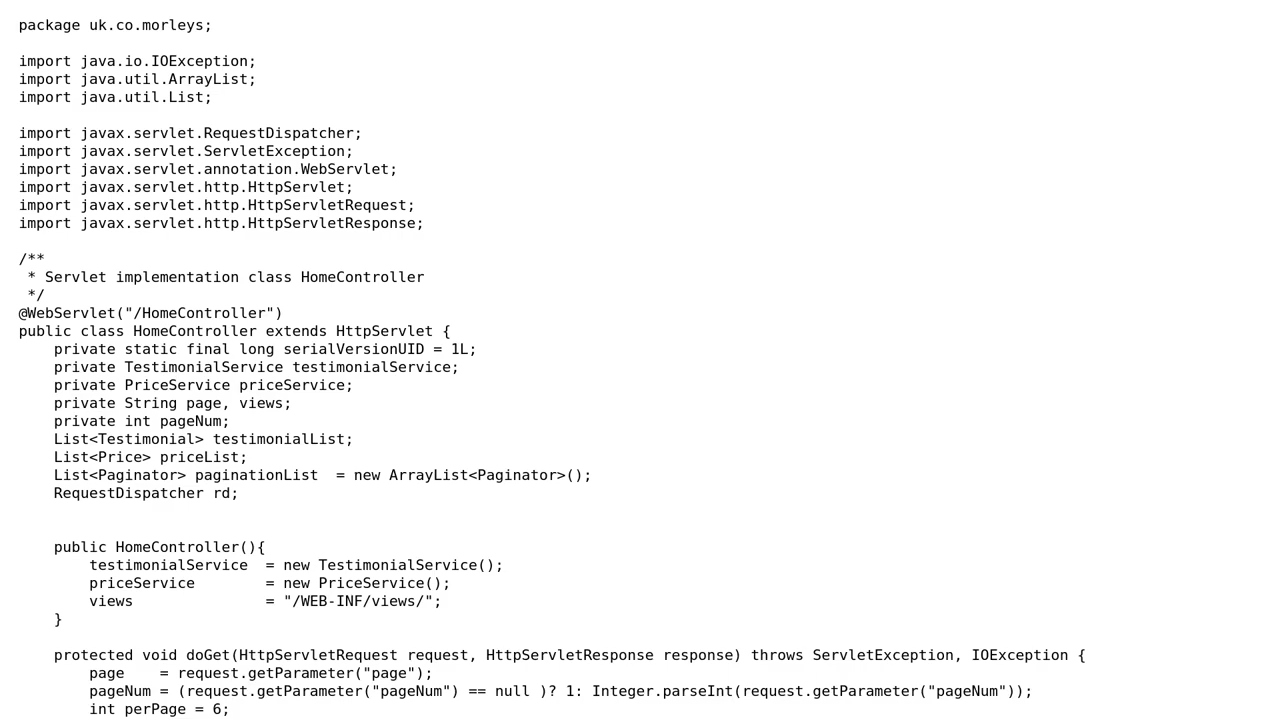 package uk.co.morleys;

import java.io.IOException;
import java.util.ArrayList;
import java.util.List;

import javax.servlet.RequestDispatcher;
import javax.servlet.ServletException;
import javax.servlet.annotation.WebServlet;
import javax.servlet.http.HttpServlet;
import javax.servlet.http.HttpServletRequest;
import javax.servlet.http.HttpServletResponse;

/**
 * Servlet implementation class HomeController
 */
@WebServlet("/HomeController")
public class HomeController extends HttpServlet {
    private static final long serialVersionUID = 1L;
    private TestimonialService testimonialService;
    private PriceService priceService;
    private String page, views;
    private int pageNum;
    List<Testimonial> testimonialList;
    List<Price> priceList;
    List<Paginator> paginationList  = new ArrayList<Paginator>();
    RequestDispatcher rd;


    public HomeController(){
        testimonialService  = new TestimonialService();
        priceService        = new PriceService();
        views               = "/WEB-INF/views/";
    }

    protected void doGet(HttpServletRequest request, HttpServletResponse response) throws ServletException, IOException {
        page    = request.getParameter("page");
        pageNum = (request.getParameter("pageNum") == null )? 1: Integer.parseInt(request.getParameter("pageNum"));
        int perPage = 6;